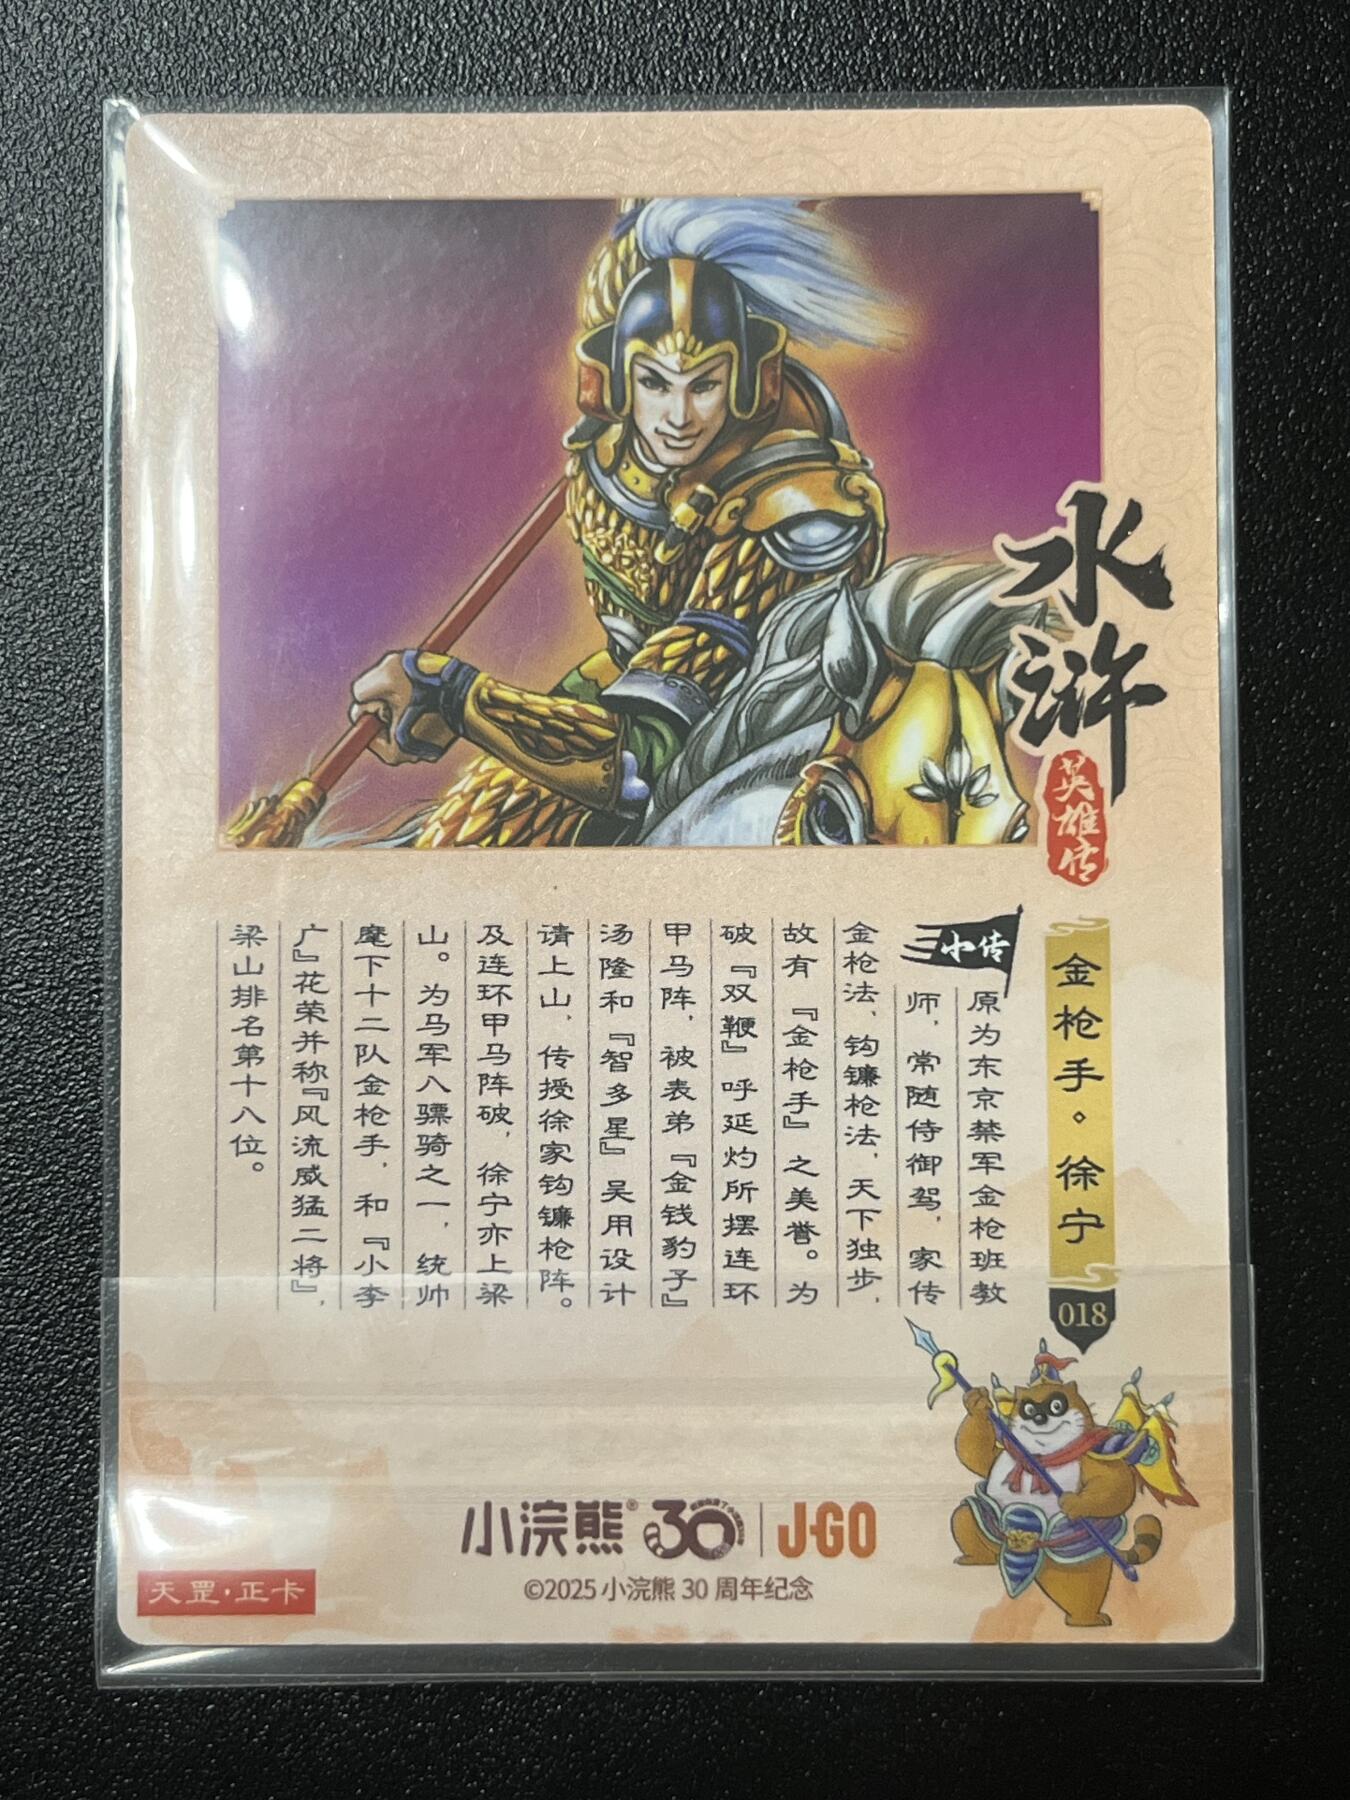 水浒
英雄传
金枪手。徐宁
018
小传
原为东京禁军金枪班教
师，常随侍御驾，家传
金枪法、钩镰枪法，天下独步，
故有『金枪手』之美誉。为
破『双鞭』呼延灼所摆连环
甲马阵，被表弟『金钱豹子』
汤隆和『智多星』吴用设计
请上山，传授徐家钩镰枪阵。
及连环甲马阵破，徐宁亦上梁
山。为马军八骠骑之一，统帅
麾下十二队金枪手，和『小李
广』花荣并称『风流威猛二将』，
梁山排名第十八位。
小浣熊® 30 | J·GO
©2025 小浣熊 30 周年纪念
天罡·正卡